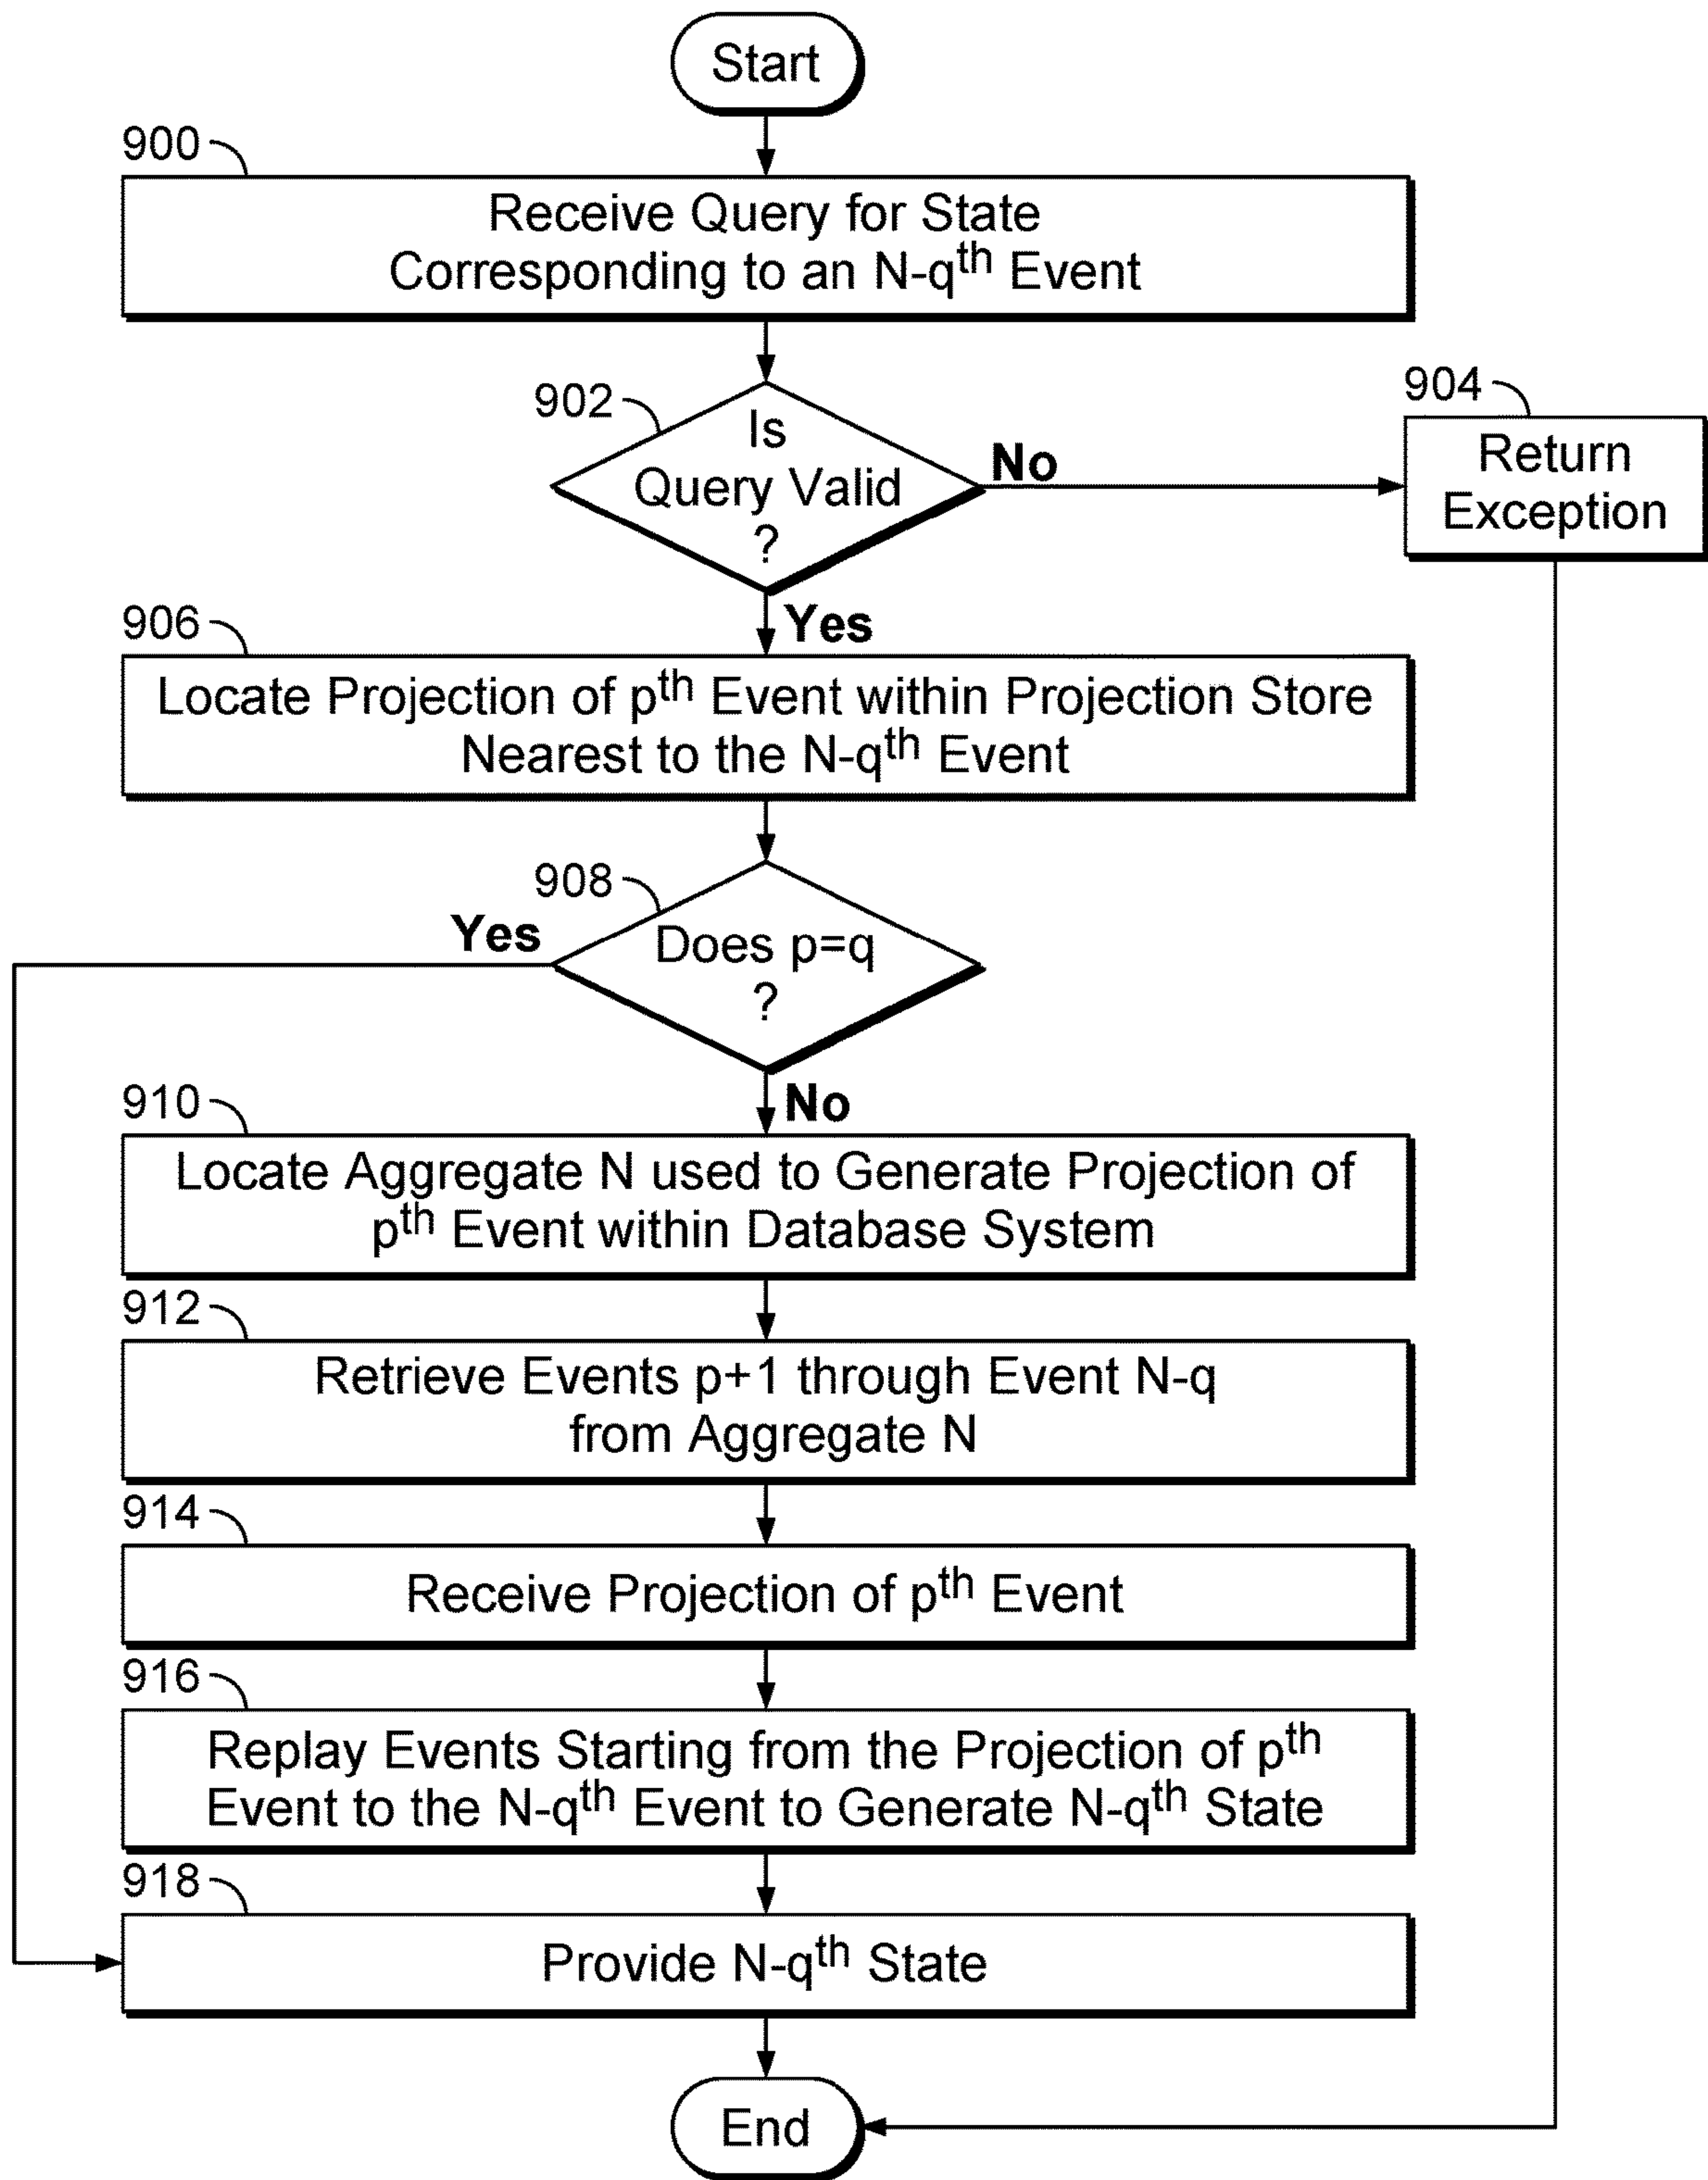 Start
900
Receive Query for State
Corresponding to an N-qth Event
902
Is
Query Valid
?
No
904
Return
Exception
Yes
906
Locate Projection of pth Event within Projection Store
Nearest to the N-qth Event
908
Yes
Does p=q
?
No
910
Locate Aggregate N used to Generate Projection of
pth Event within Database System
912
Retrieve Events p+1 through Event N-q
from Aggregate N
914
Receive Projection of pth Event
916
Replay Events Starting from the Projection of pth
Event to the N-qth Event to Generate N-qth State
918
Provide N-qth State
End